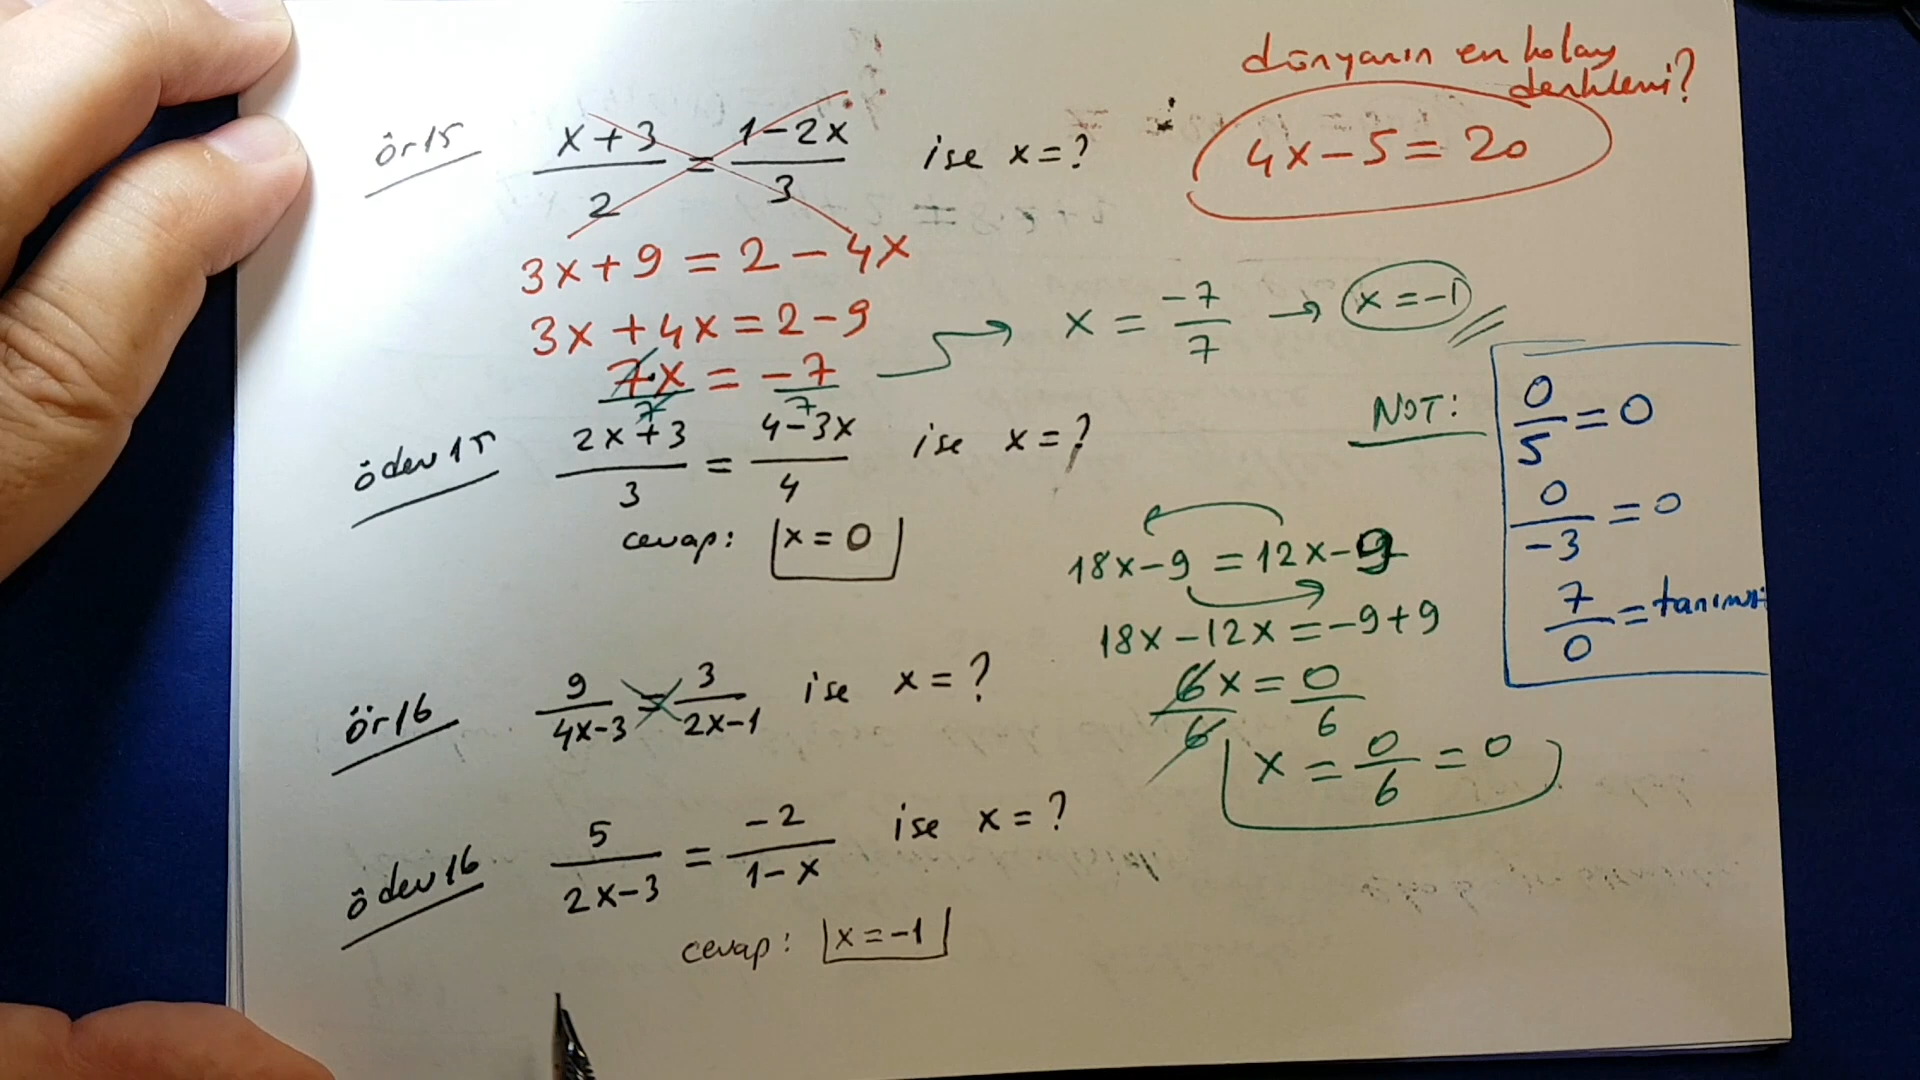 dünyanın en kolay
denklemi?
4x-5=20
ör15 x+3/2 = 1-2x/3 ise x=?
3x+9=2-4x
3x+4x=2-9
7x/7 = -7/7
x = -7/7 → x=-1
ödev15 2x+3/3 = 4-3x/4 ise x=?
cevap: x=0
NOT:
0/5=0
0/-3=0
7/0=tanıms
ör16 9/4x-3 = 3/2x-1 ise x=?
18x-9=12x-9
18x-12x=-9+9
6x/6 = 0/6
x = 0/6 = 0
ödev16 5/2x-3 = -2/1-x ise x=?
cevap: x=-1